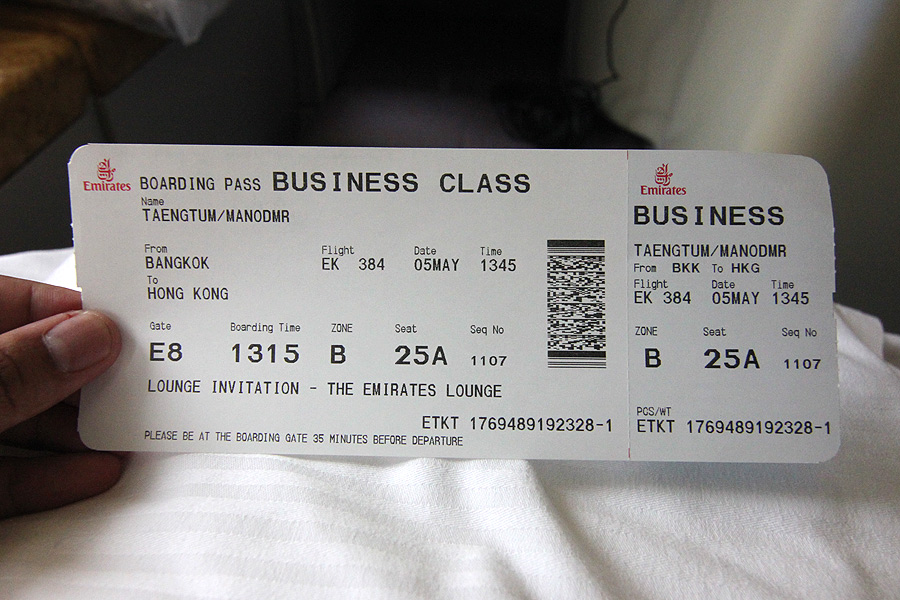 Emirates BOARDING PASS BUSINESS CLASS
Name
TAENGTUM/MANODMR
From Flight Date Time
BANGKOK EK 384 05MAY 1345
To
HONG KONG
Gate Boarding Time ZONE Seat Seq No
E8 1315 B 25A 1107
LOUNGE INVITATION - THE EMIRATES LOUNGE
ETKT 1769489192328-1
PLEASE BE AT THE BOARDING GATE 35 MINUTES BEFORE DEPARTURE
Emirates
BUSINESS
TAENGTUM/MANODMR
From BKK To HKG
Flight Date Time
EK 384 05MAY 1345
ZONE Seat Seq No
B 25A 1107
PCS/WT
ETKT 1769489192328-1